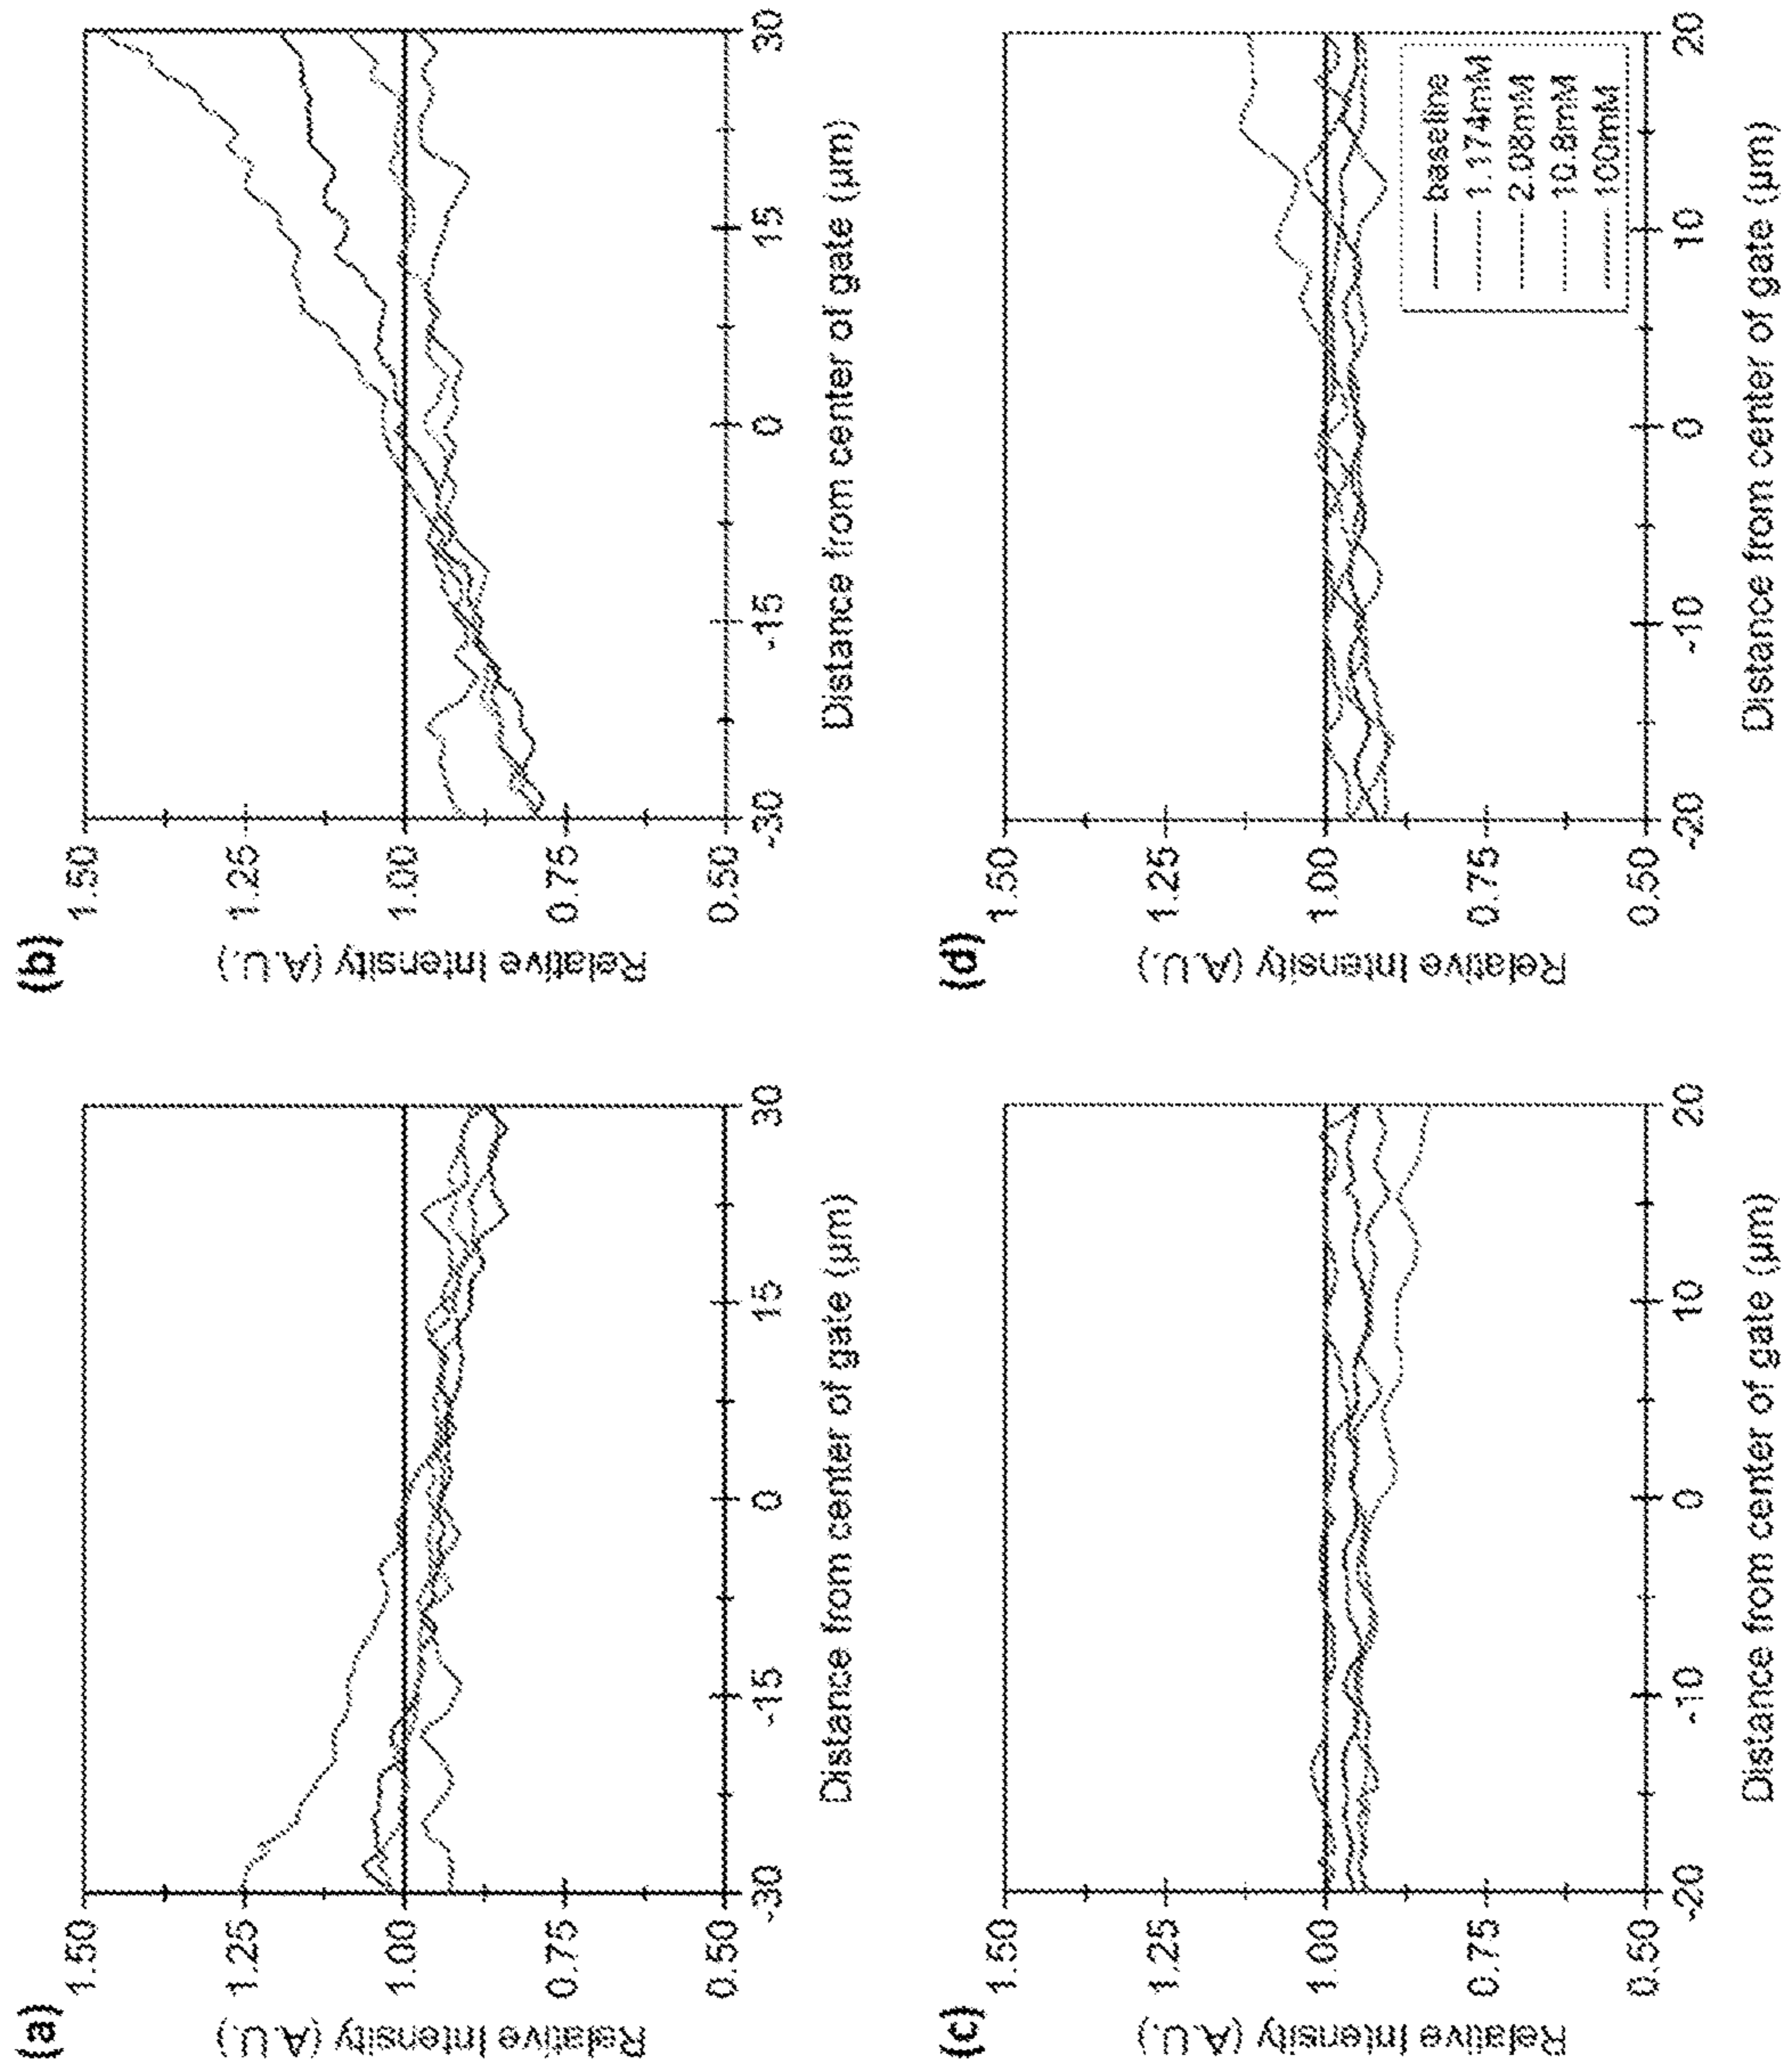 (a)
Relative Intensity (A.U.)
1.50
1.25
1.00
0.75
0.50
-30
-15
0
15
30
Distance from center of gate (µm)
(b)
Relative Intensity (A.U.)
1.50
1.25
1.00
0.75
0.50
-30
-15
0
15
30
Distance from center of gate (µm)
(c)
Relative Intensity (A.U.)
1.50
1.25
1.00
0.75
0.50
-20
-10
0
10
20
Distance from center of gate (µm)
(d)
Relative Intensity (A.U.)
1.50
1.25
1.00
0.75
0.50
-20
-10
0
10
20
Distance from center of gate (µm)
baseline
1.174mM
2.08mM
10.8mM
100mM